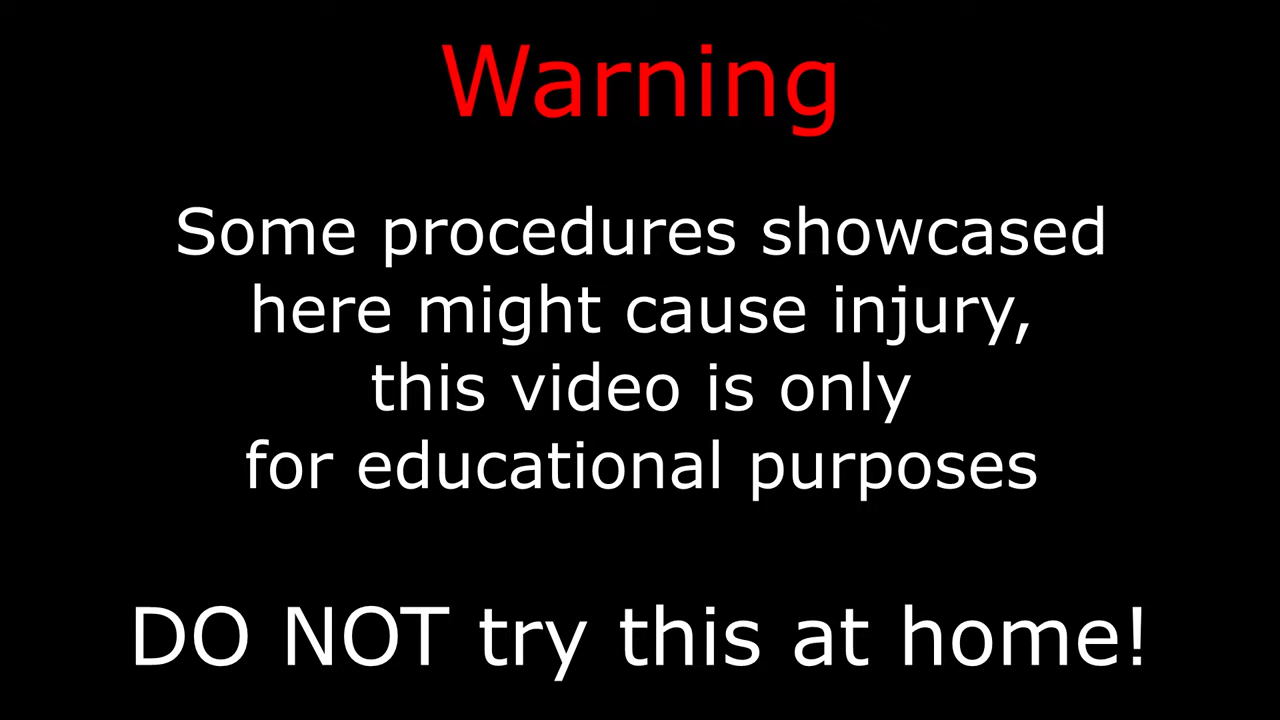 Warning
Some procedures showcased
here might cause injury,
this video is only
for educational purposes
DO NOT try this at home!